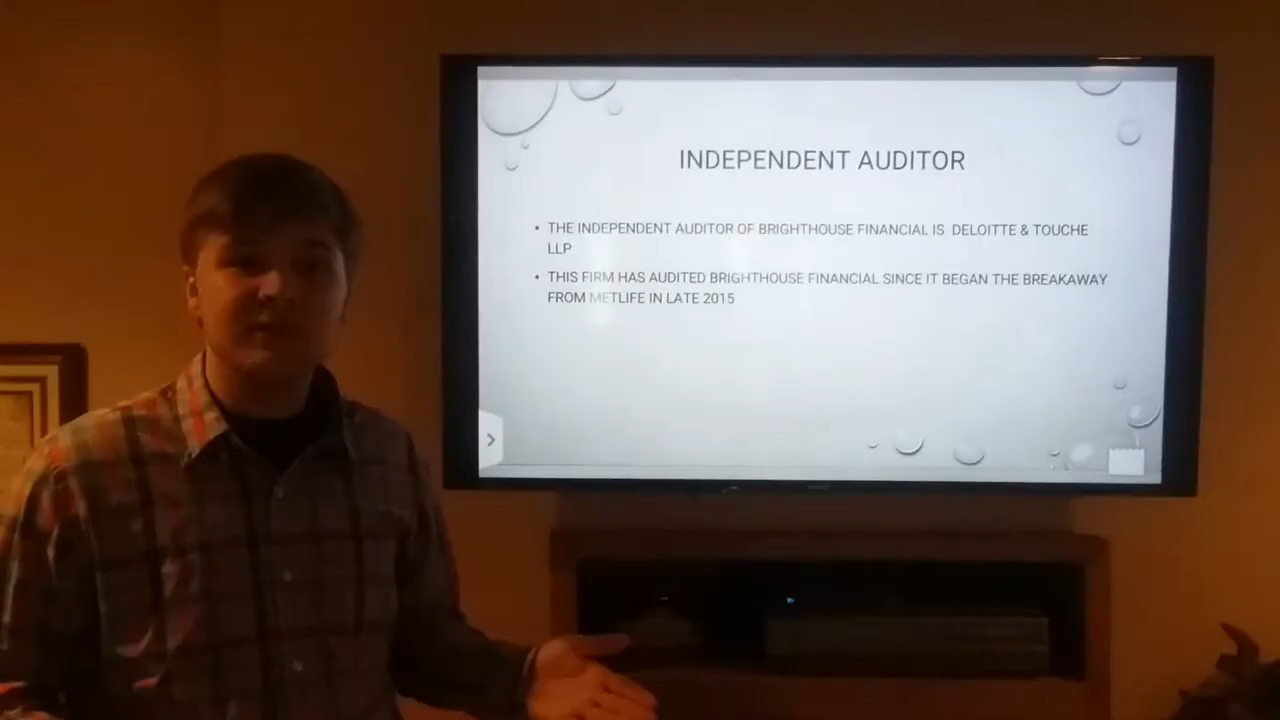 INDEPENDENT AUDITOR
• THE INDEPENDENT AUDITOR OF BRIGHTHOUSE FINANCIAL IS DELOITTE & TOUCHE
LLP
• THIS FIRM HAS AUDITED BRIGHTHOUSE FINANCIAL SINCE IT BEGAN THE BREAKAWAY
FROM METLIFE IN LATE 2015